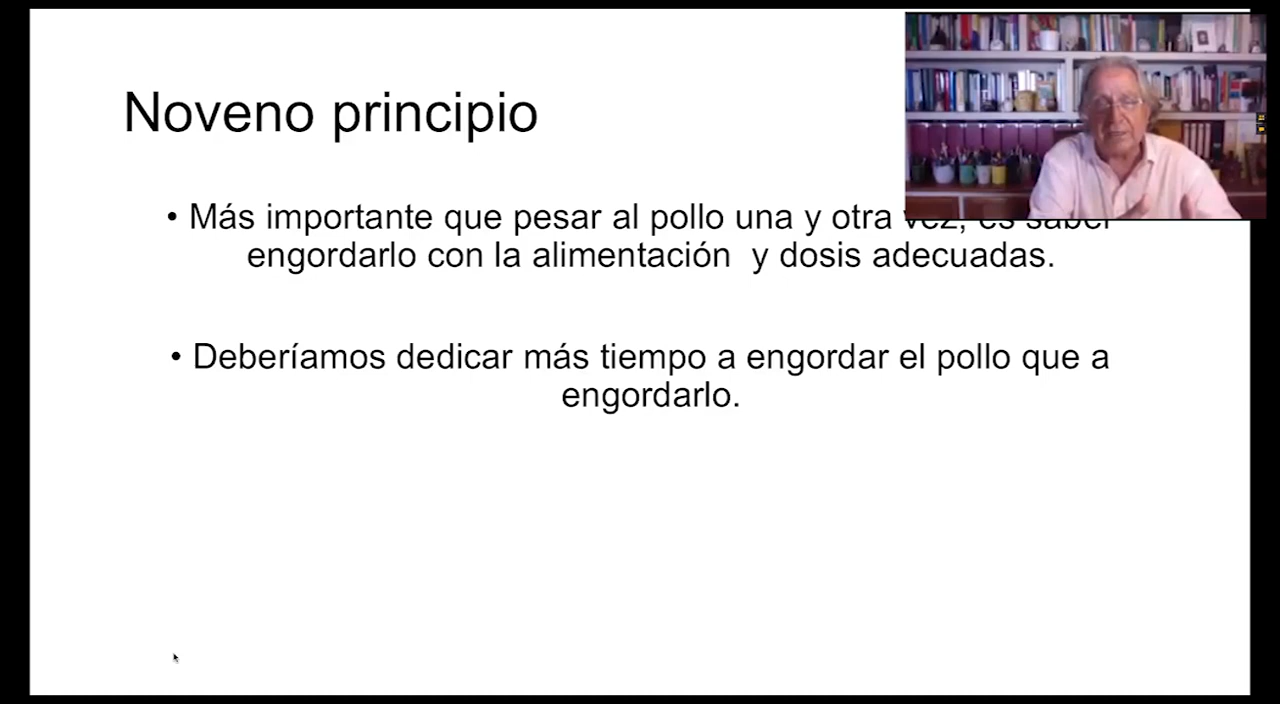 Noveno principio
• Más importante que pesar al pollo una y otra vez, es saber
engordarlo con la alimentación y dosis adecuadas.
• Deberíamos dedicar más tiempo a engordar el pollo que a
engordarlo.